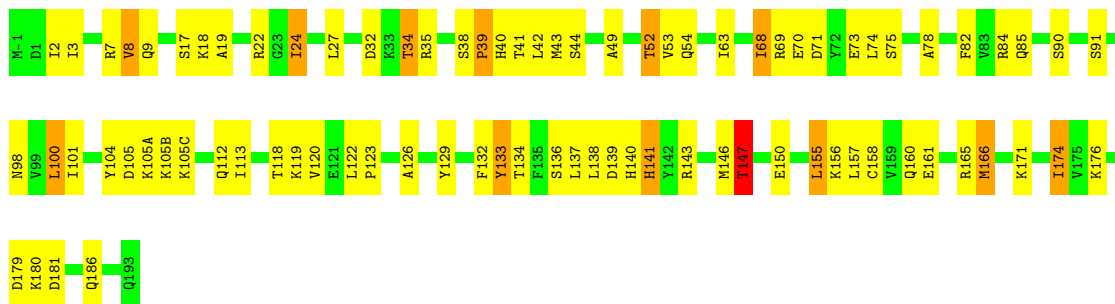 M-1 D1 I2 I3 R7 V8 Q9 S17 K18 A19 R22 G23 I24 L27 D32 K33 T34 R35 S38 P39 H40 T41 L42 M43 S44 A49 T52 V53 Q54 I63 I68 R69 E70 D71 Y72 E73 L74 S75 A78 F82 V83 R84 Q85 S90 S91
N98 V99 L100 I101 Y104 D105 K105A K105B K105C Q112 I113 T118 K119 V120 E121 L122 P123 A126 Y129 F132 Y133 T134 F135 S136 L137 L138 D139 H140 H141 Y142 R143 M146 T147 E150 L155 K156 L157 C158 V159 Q160 E161 R165 M166 K171 I174 V175 K176
D179 K180 D181 Q186 Q193